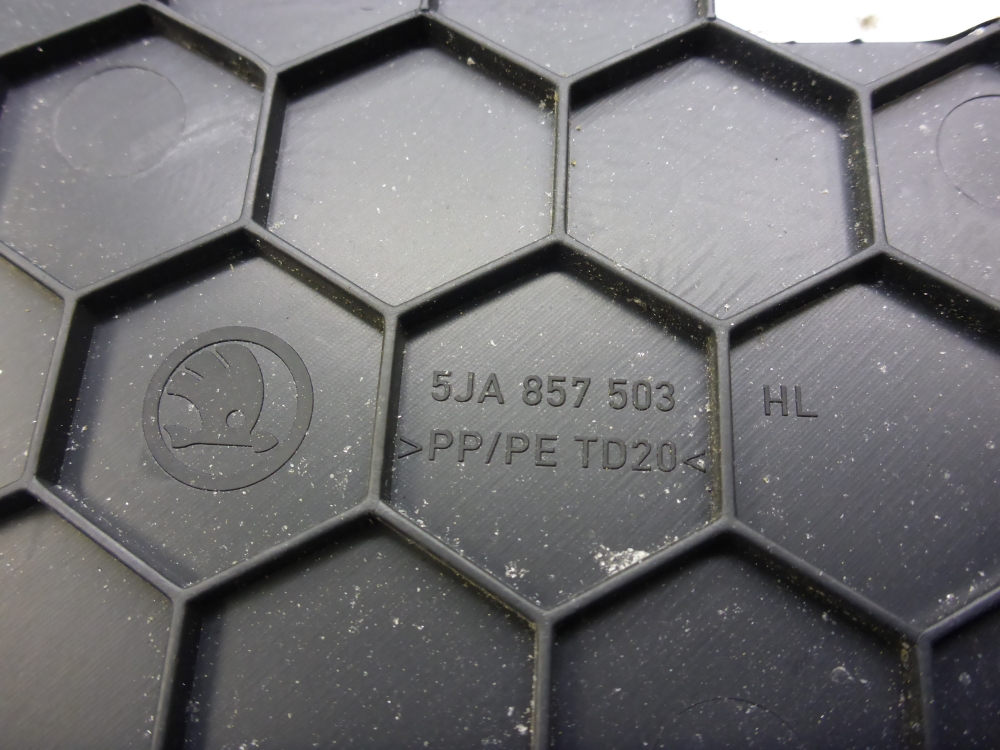 5JA 857 503
>PP/PE TD20<
HL